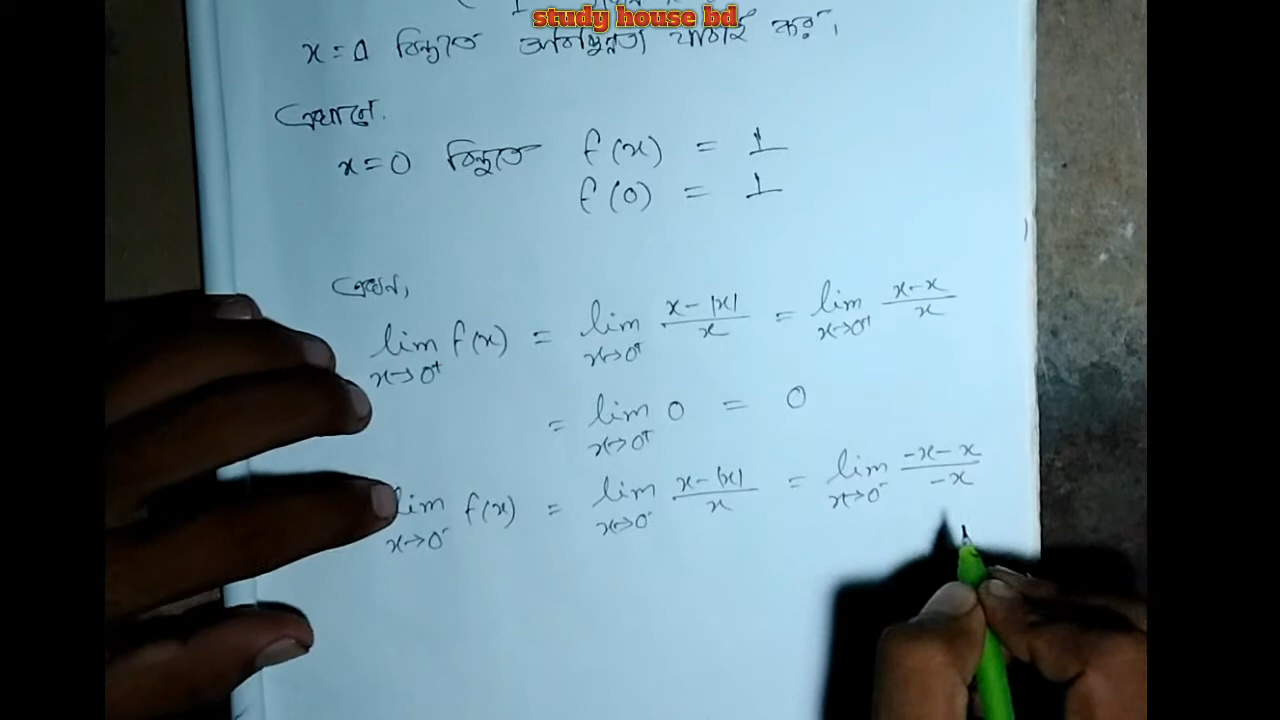 study house bd
x = 0 বিন্দুতে অবিচ্ছিন্নতা যাচাই কর।
এখানে,
x = 0 বিন্দুতে f(x) = 1
f(0) = 1
এখন,
lim x→0⁺ f(x) = lim x→0⁺ (x-|x|)/x = lim x→0⁺ (x-x)/x
= lim x→0⁺ 0 = 0
lim x→0⁻ f(x) = lim x→0⁻ (x-|x|)/x = lim x→0⁻ (-x-x)/(-x)